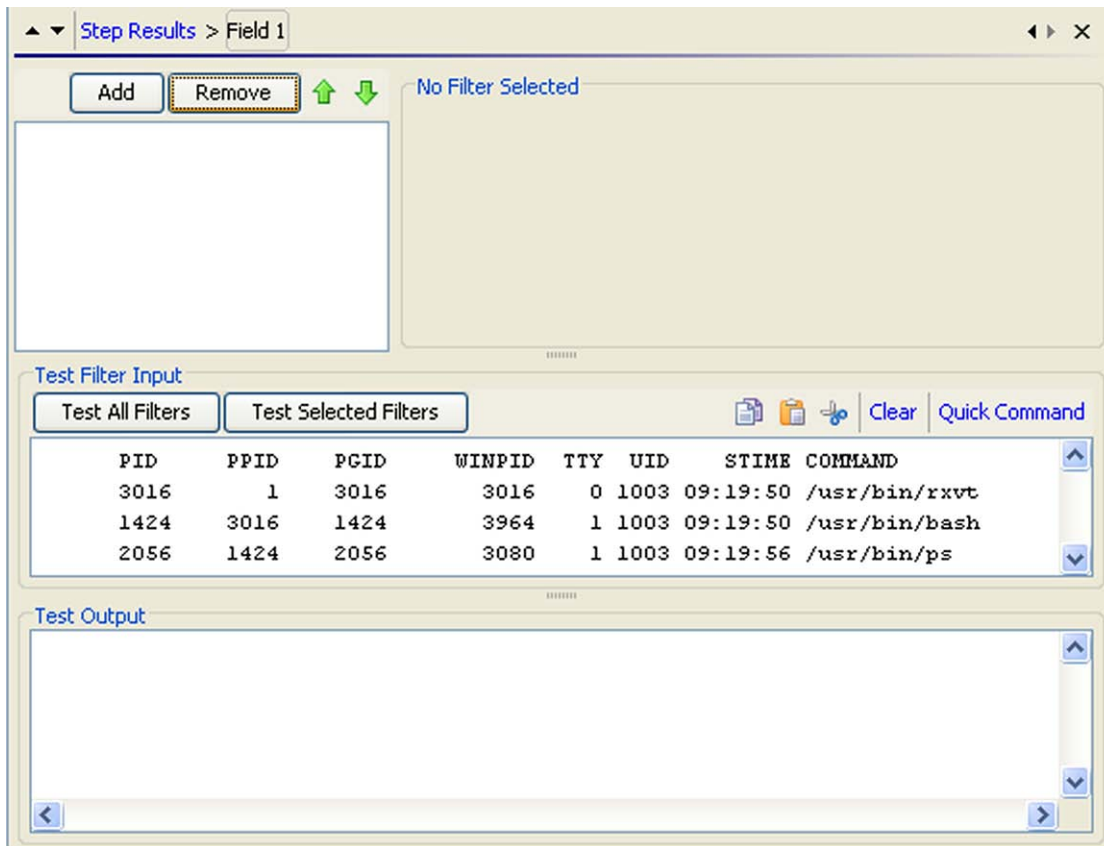 Step Results > Field 1
Add Remove
No Filter Selected
Test Filter Input
Test All Filters Test Selected Filters Clear Quick Command
PID PPID PGID WINPID TTY UID STIME COMMAND
3016 1 3016 3016 0 1003 09:19:50 /usr/bin/rxvt
1424 3016 1424 3964 1 1003 09:19:50 /usr/bin/bash
2056 1424 2056 3080 1 1003 09:19:56 /usr/bin/ps
Test Output